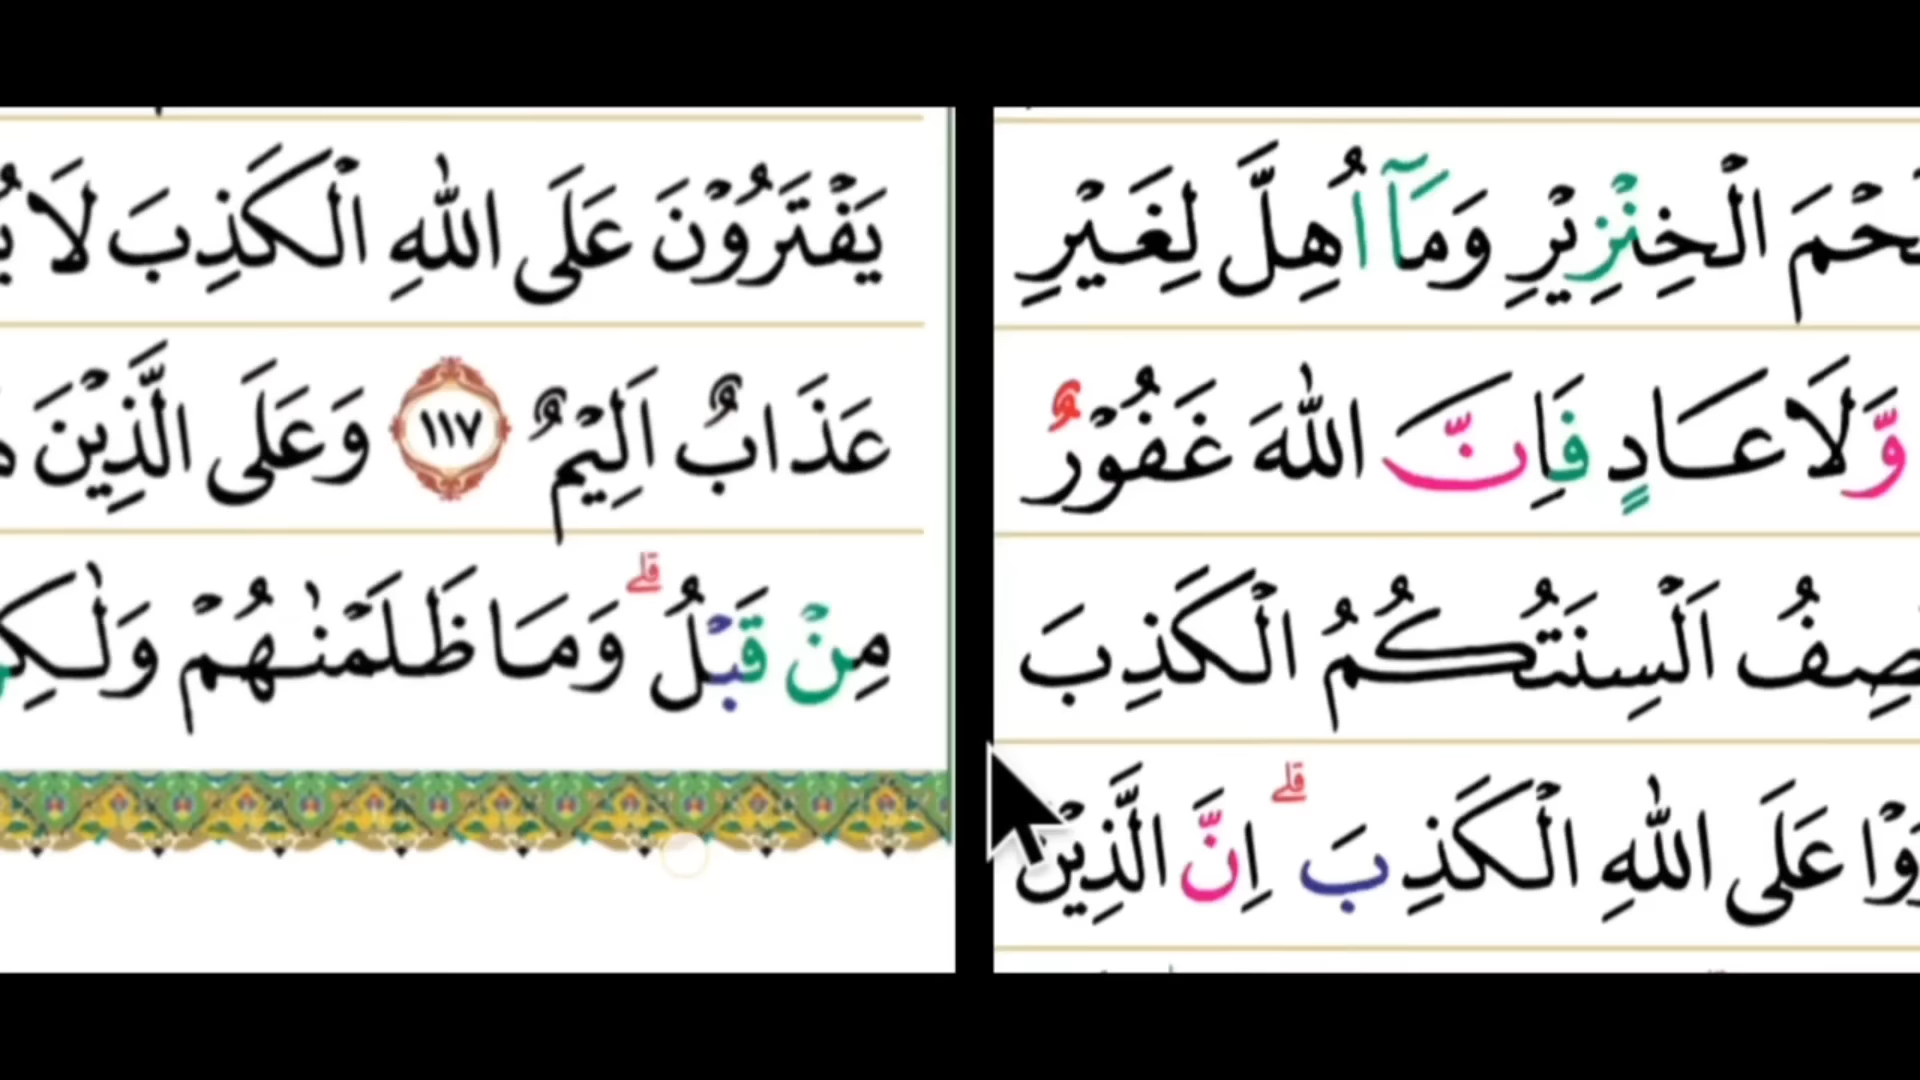 يَفْتَرُوْنَ عَلَى اللّٰهِ الْكَذِبَ لَا
عَذَابٌ اَلِيْمٌ ١١٧ وَعَلَى الَّذِيْنَ
مِنْ قَبْلُ ۚ وَمَا ظَلَمْنٰهُمْ وَلٰكِنْ
لَحْمَ الْخِنْزِيْرِ وَمَآ اُهِلَّ لِغَيْرِ
وَّلَا عَادٍ فَاِنَّ اللّٰهَ غَفُوْرٌ
تَصِفُ اَلْسِنَتُكُمُ الْكَذِبَ
عَلَى اللّٰهِ الْكَذِبَ ۗ اِنَّ الَّذِيْنَ